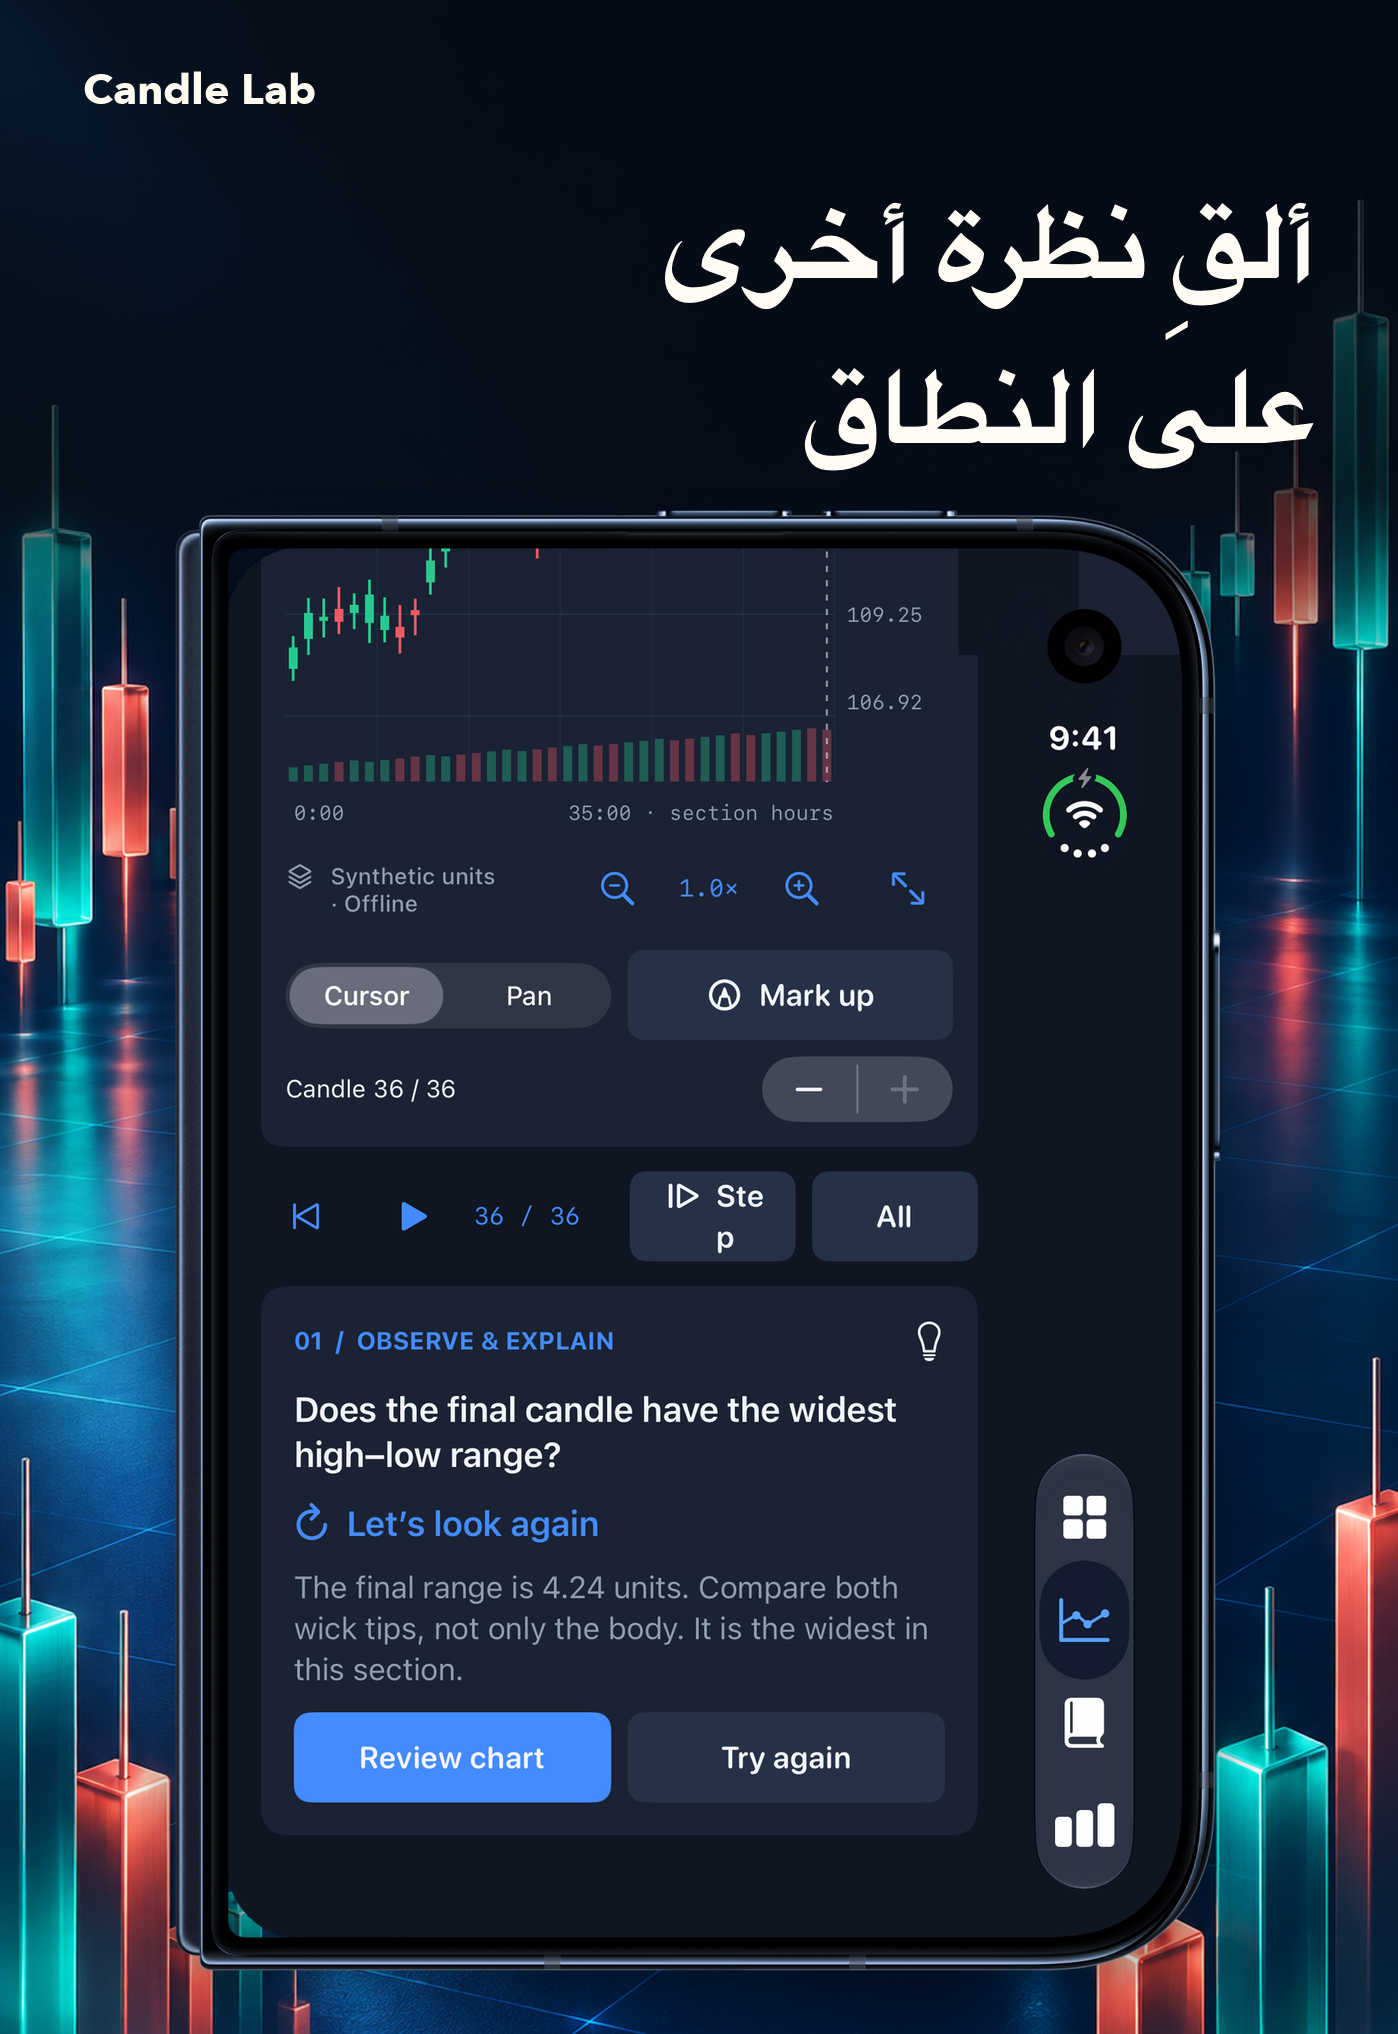 Candle Lab
ألقِ نظرة أخرى
على النطاق
109.25
106.92
9:41
0:00
35:00 · section hours
Synthetic units
· Offline
1.0×
Cursor
Pan
Mark up
Candle 36 / 36
36 / 36
Ste
p
All
01 / OBSERVE & EXPLAIN
Does the final candle have the widest
high–low range?
Let’s look again
The final range is 4.24 units. Compare both
wick tips, not only the body. It is the widest in
this section.
Review chart
Try again